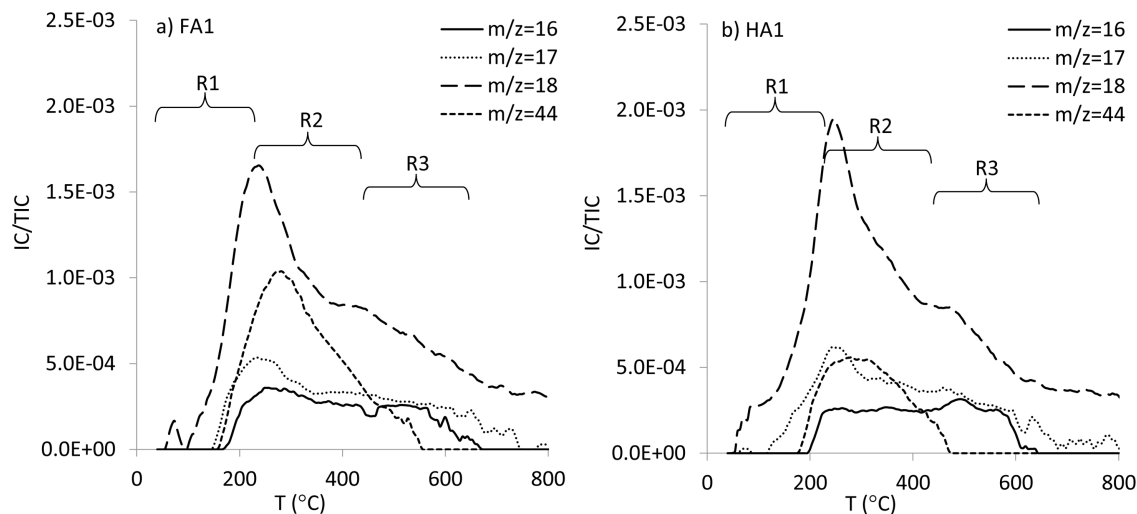 a) FA1
m/z=16
m/z=17
m/z=18
m/z=44
R1
R2
R3
2.5E-03
2.0E-03
1.5E-03
1.0E-03
5.0E-04
0.0E+00
IC/TIC
0 200 400 600 800
T (°C)
b) HA1
m/z=16
m/z=17
m/z=18
m/z=44
R1
R2
R3
2.5E-03
2.0E-03
1.5E-03
1.0E-03
5.0E-04
0.0E+00
IC/TIC
0 200 400 600 800
T (°C)